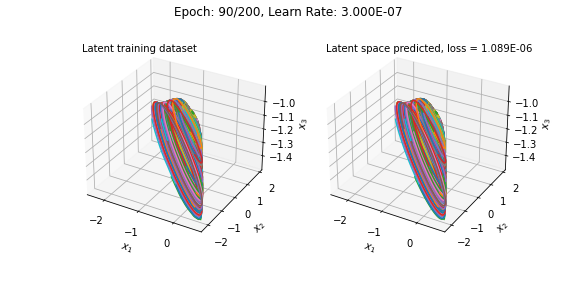 Epoch: 90/200, Learn Rate: 3.000E-07
Latent training dataset
−1.0
−1.1
−1.2
−1.3
−1.4
x3
2
1
0
−1
−2
x2
−2
−1
0
x1
Latent space predicted, loss = 1.089E-06
−1.0
−1.1
−1.2
−1.3
−1.4
x3
2
1
0
−1
−2
x2
−2
−1
0
x1